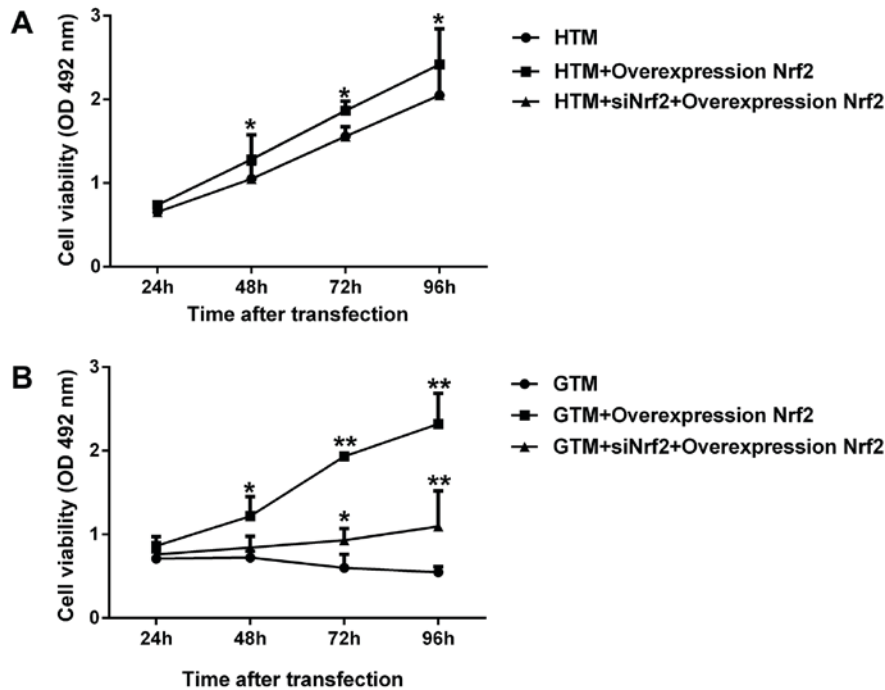 A
Cell viability (OD 492 nm)
3
2
1
0
*
*
*
24h 48h 72h 96h
Time after transfection
HTM
HTM+Overexpression Nrf2
HTM+siNrf2+Overexpression Nrf2
B
Cell viability (OD 492 nm)
3
2
1
0
*
**
**
*
**
24h 48h 72h 96h
Time after transfection
GTM
GTM+Overexpression Nrf2
GTM+siNrf2+Overexpression Nrf2